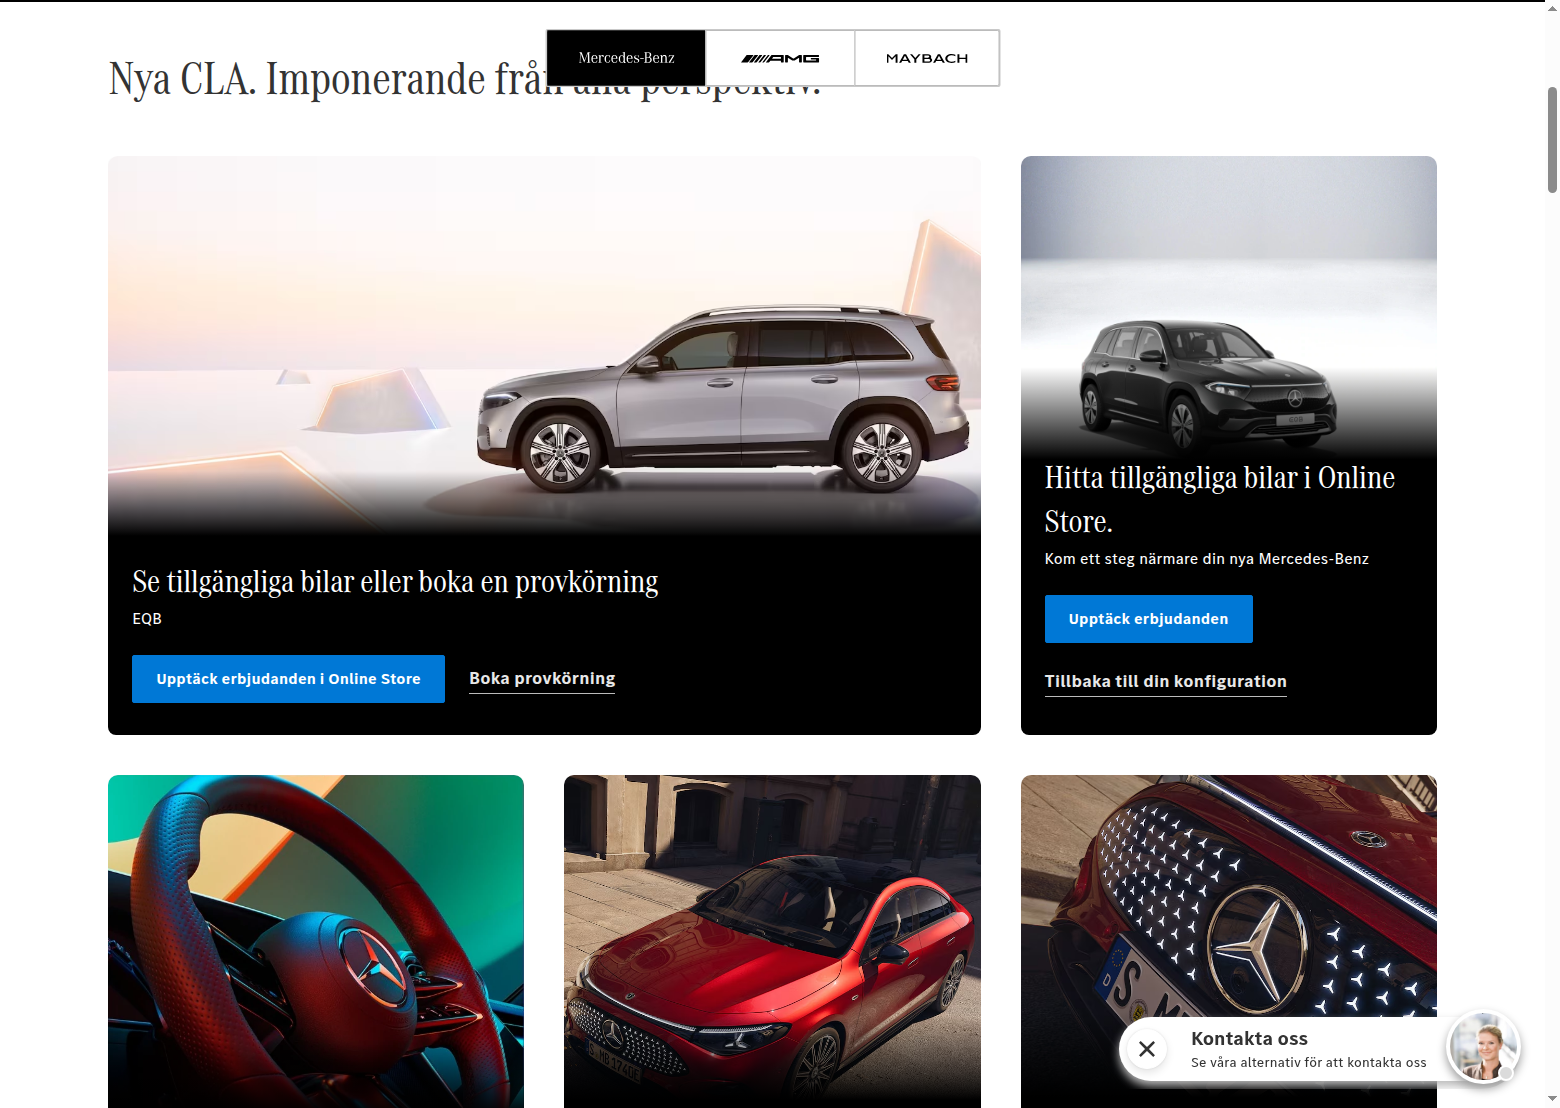 Mercedes-Benz
AMG
MAYBACH
Nya CLA. Imponerande från alla perspektiv.
Se tillgängliga bilar eller boka en provkörning
EQB
Upptäck erbjudanden i Online Store
Boka provkörning
Hitta tillgängliga bilar i Online
Store.
Kom ett steg närmare din nya Mercedes-Benz
Upptäck erbjudanden
Tillbaka till din konfiguration
Kontakta oss
Se våra alternativ för att kontakta oss